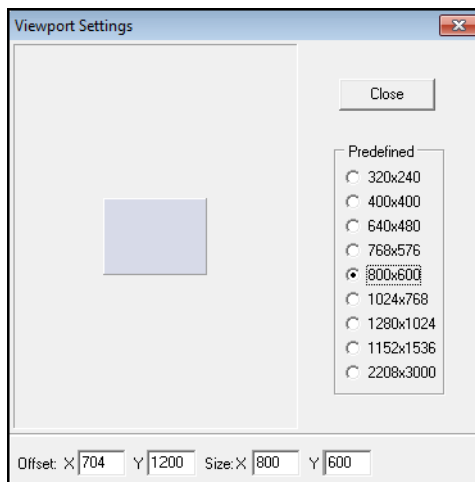 Viewport Settings
Close
Predefined
320x240
400x400
640x480
768x576
800x600
1024x768
1280x1024
1152x1536
2208x3000
Offset: X 704 Y 1200 Size: X 800 Y 600